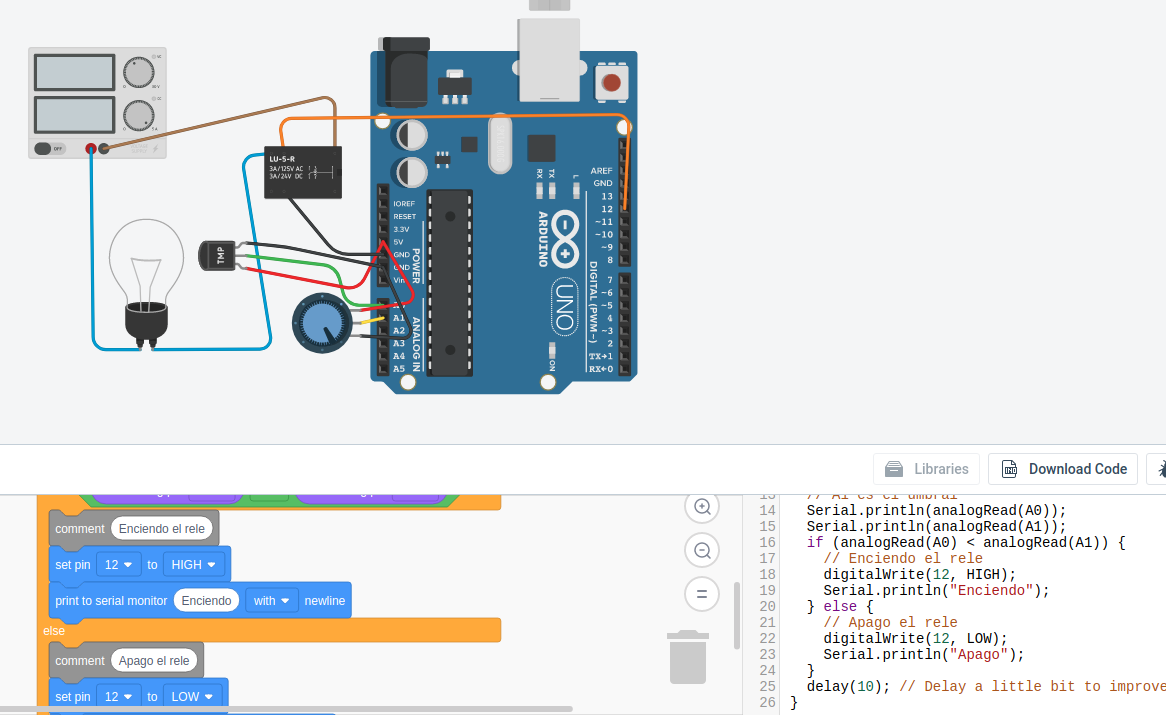 OFF
LU-5-R
3A/125V AC
3A/24V DC
TMP
IOREF
RESET
3.3V
5V
GND
GND
Vin
A1
A2
A3
A4
A5
POWER
ANALOG IN
RX
TX
L
AREF
GND
13
12
~11
~10
~9
8
7
~6
~5
4
~3
2
TX→1
RX←0
ARDUINO
UNO
DIGITAL (PWM ~)
ON
Libraries
Download Code
comment Enciendo el rele
set pin 12 to HIGH
print to serial monitor Enciendo with newline
else
comment Apago el rele
set pin 12 to LOW
13 // A1 es el umbral
14 Serial.println(analogRead(A0));
15 Serial.println(analogRead(A1));
16 if (analogRead(A0) < analogRead(A1)) {
17 // Enciendo el rele
18 digitalWrite(12, HIGH);
19 Serial.println("Enciendo");
20 } else {
21 // Apago el rele
22 digitalWrite(12, LOW);
23 Serial.println("Apago");
24 }
25 delay(10); // Delay a little bit to improve
26 }